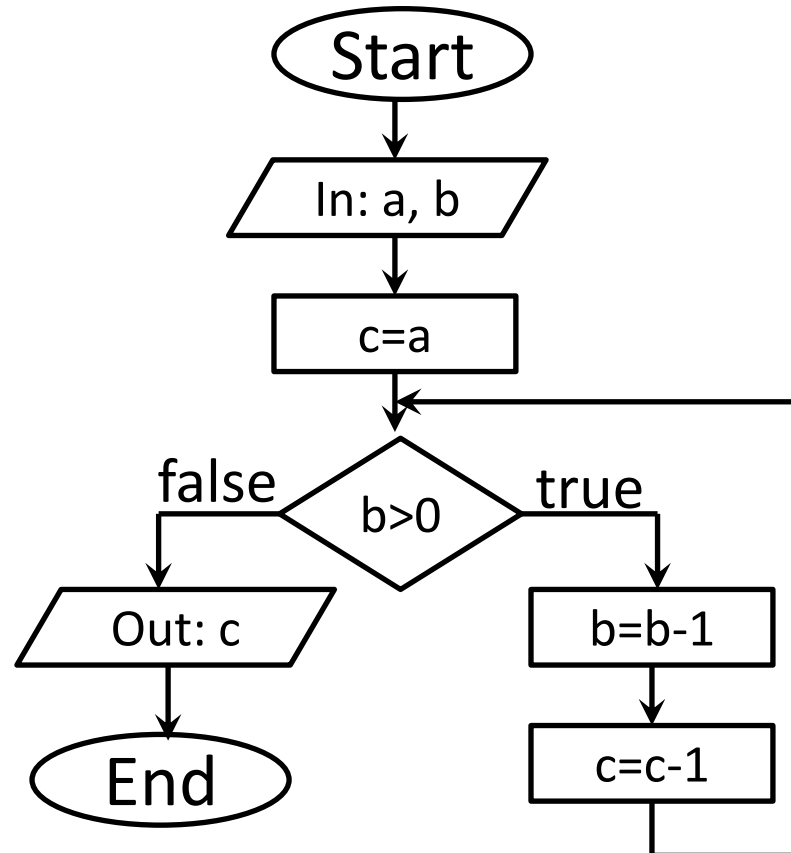 Start
In: a, b
c=a
false
true
b>0
Out: c
b=b-1
c=c-1
End